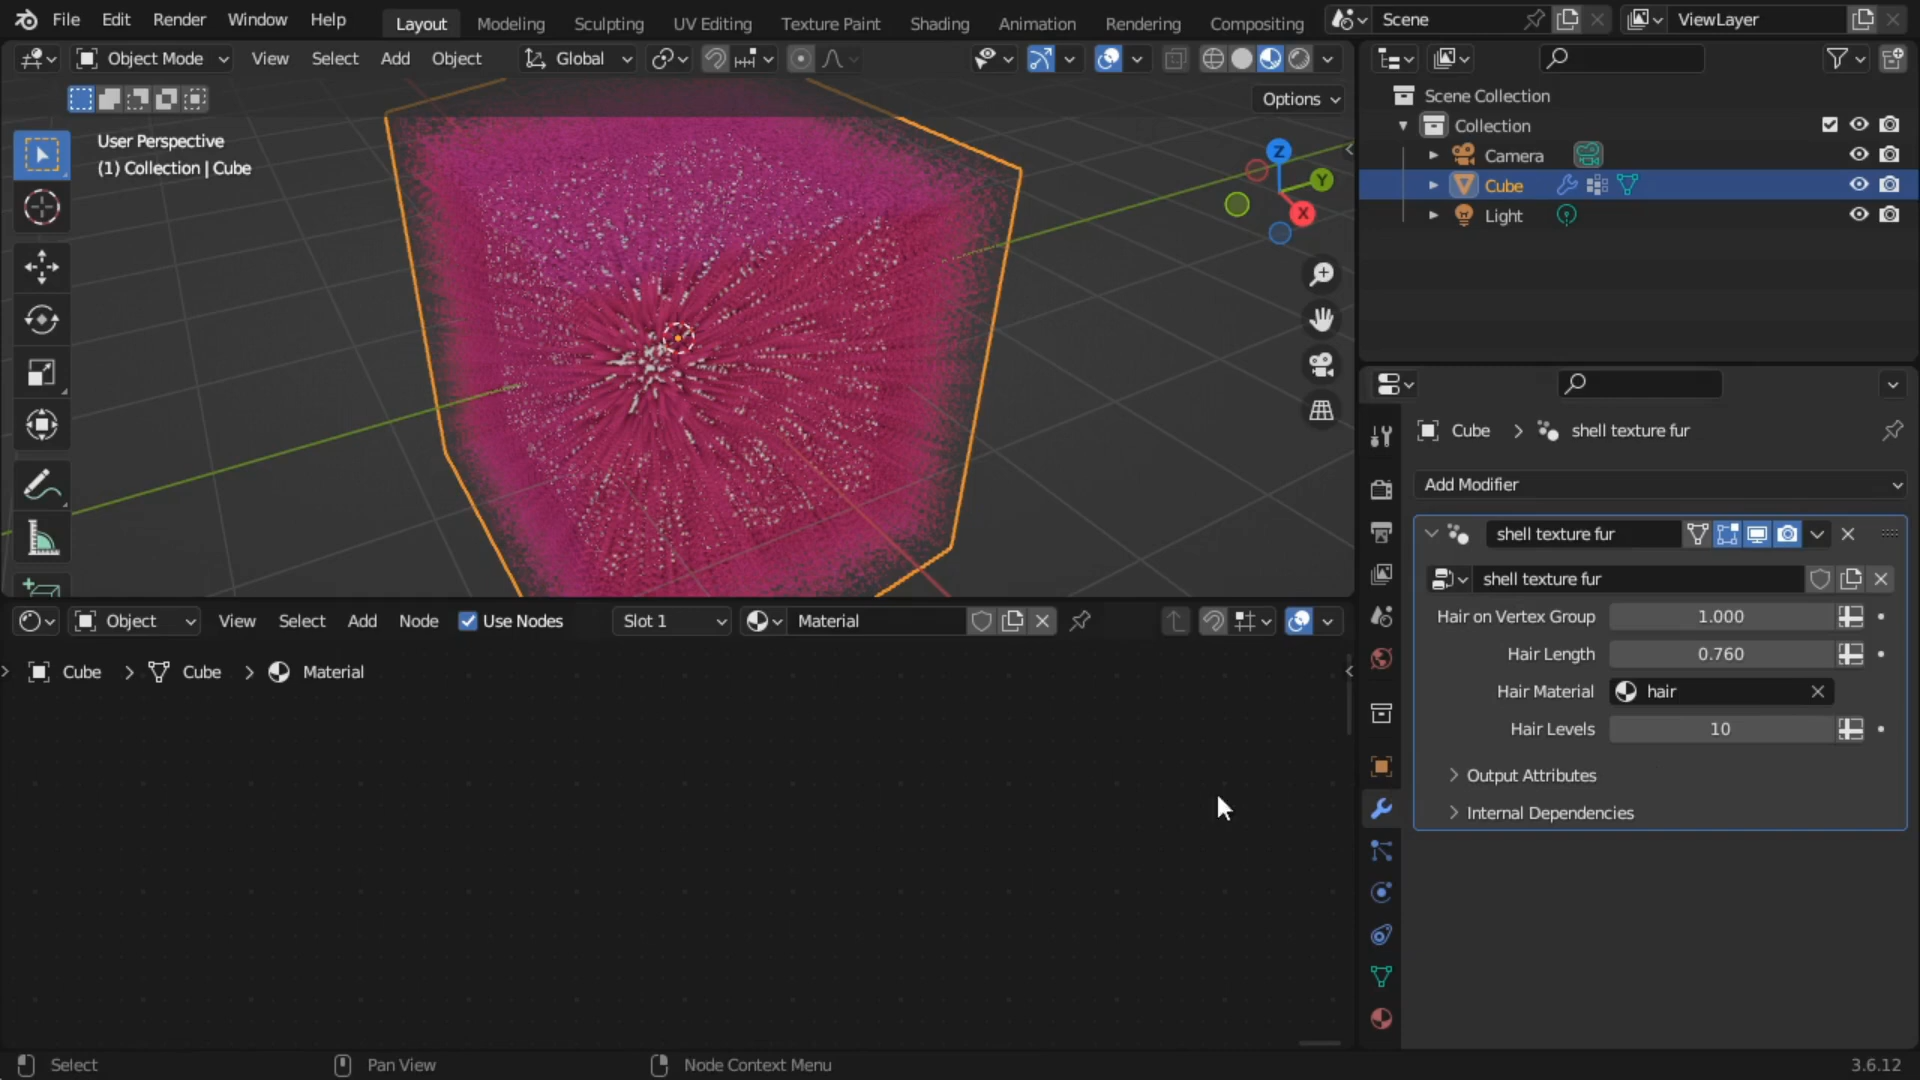 File Edit Render Window Help Layout Modeling Sculpting UV Editing Texture Paint Shading Animation Rendering Compositing Scene ViewLayer
Object Mode View Select Add Object Global
Options
User Perspective
(1) Collection | Cube
Z
Y
X
Scene Collection
Collection
Camera
Cube
Light
Cube > shell texture fur
Add Modifier
shell texture fur
shell texture fur
Hair on Vertex Group 1.000
Hair Length 0.760
Hair Material hair
Hair Levels 10
Output Attributes
Internal Dependencies
Object View Select Add Node Use Nodes Slot 1 Material
Cube > Cube > Material
Select Pan View Node Context Menu 3.6.12